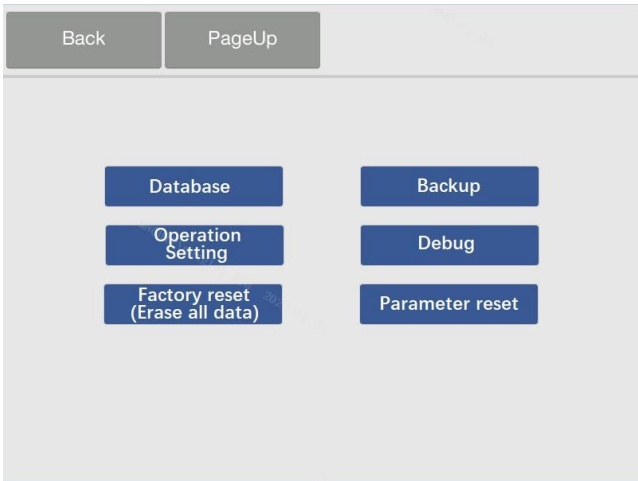 Back
PageUp
Database
Backup
Operation
Setting
Debug
Factory reset
(Erase all data)
Parameter reset